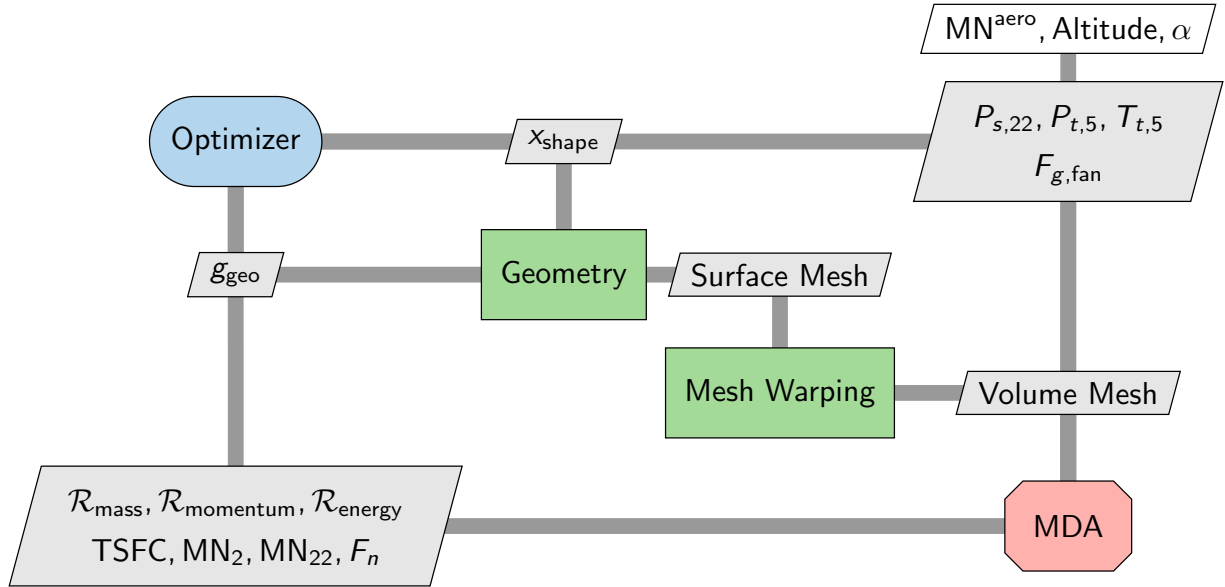 MN^aero, Altitude, α
Optimizer
x_shape
P_s,22, P_t,5, T_t,5
F_g,fan
g_geo
Geometry
Surface Mesh
Mesh Warping
Volume Mesh
ℛ_mass, ℛ_momentum, ℛ_energy
TSFC, MN_2, MN_22, F_n
MDA